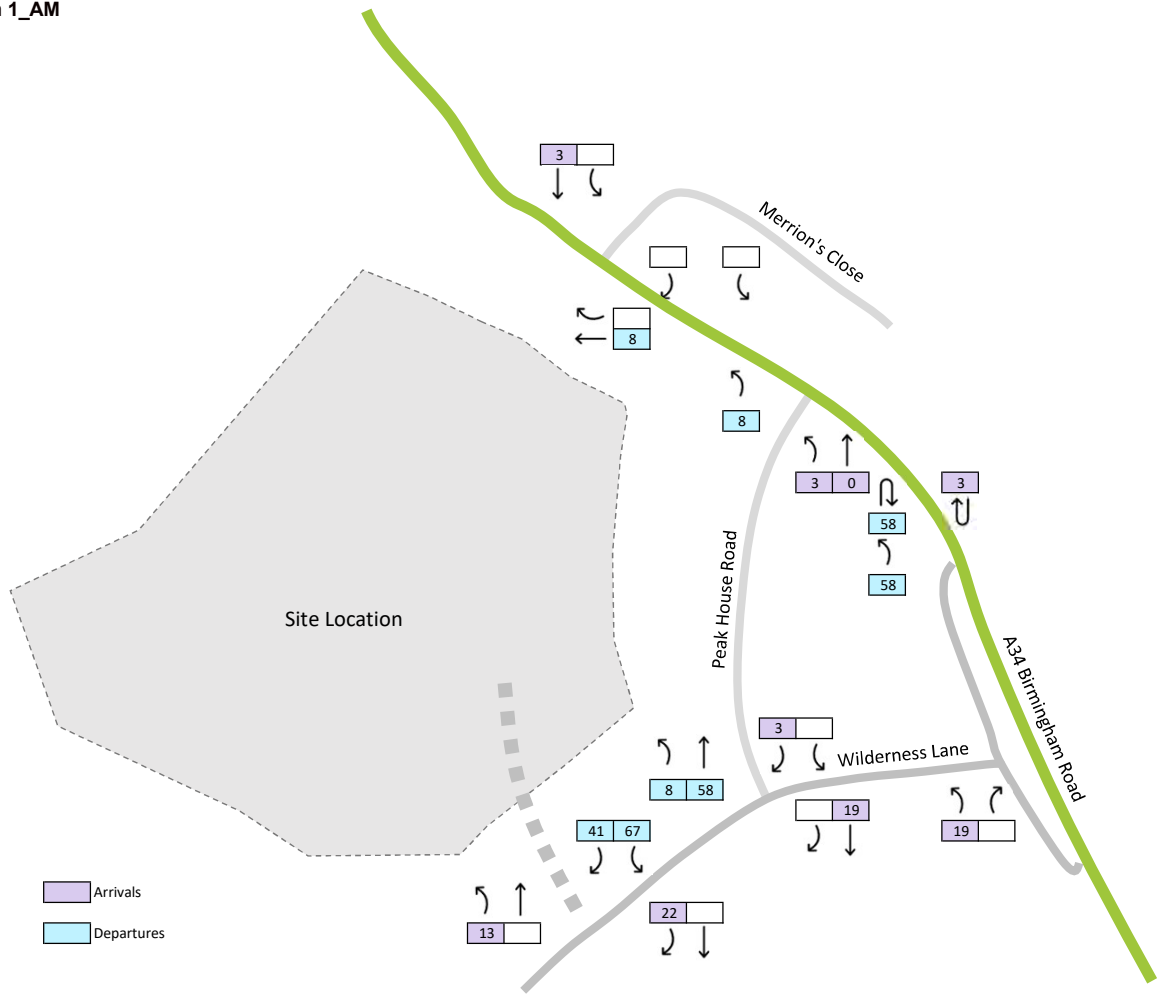 1_AM
3
Merrion's Close
8
8
3 0
3
58
58
Peak House Road
Site Location
A34 Birmingham Road
3
Wilderness Lane
8 58
19
41 67
19
Arrivals
22
13
Departures